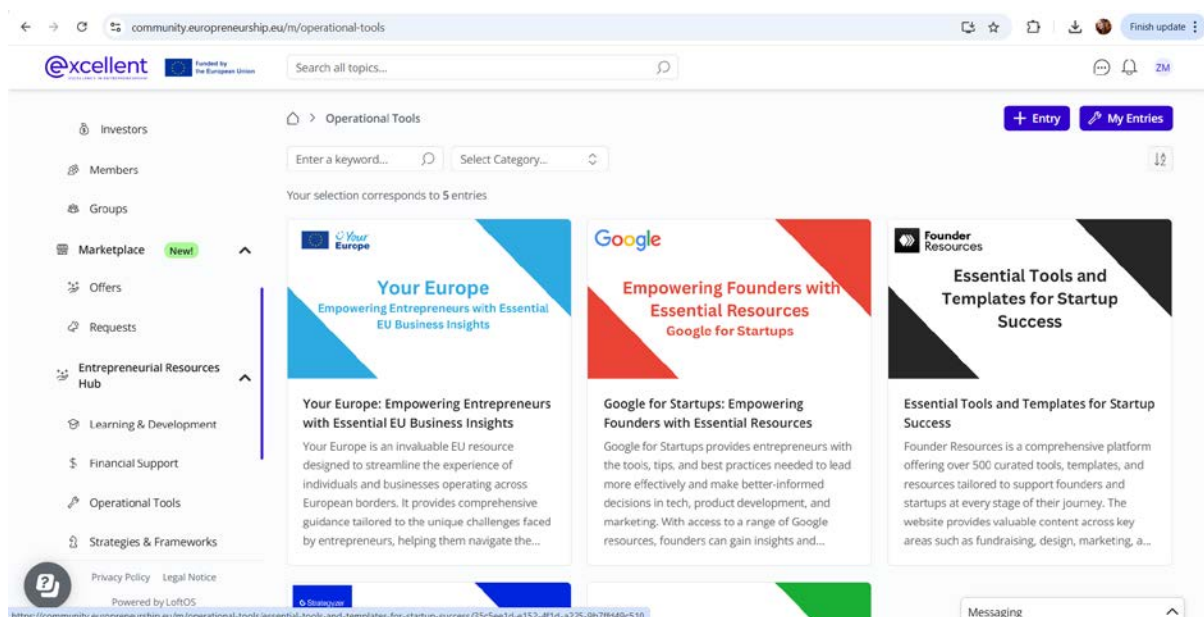 community.europreneurship.eu/m/operational-tools
Finish update
excellent
EXCELLENCE IN ENTREPRENEURSHIP
Funded by
the European Union
Search all topics...
ZM
Investors
Members
Groups
Marketplace New!
Offers
Requests
Entrepreneurial Resources
Hub
Learning & Development
$ Financial Support
Operational Tools
Strategies & Frameworks
Privacy Policy Legal Notice
Powered by LoftOS
> Operational Tools
+ Entry
My Entries
Enter a keyword...
Select Category...
Your selection corresponds to 5 entries
Your
Europe
Your Europe
Empowering Entrepreneurs with Essential
EU Business Insights
Your Europe: Empowering Entrepreneurs
with Essential EU Business Insights
Your Europe is an invaluable EU resource
designed to streamline the experience of
individuals and businesses operating across
European borders. It provides comprehensive
guidance tailored to the unique challenges faced
by entrepreneurs, helping them navigate the...
Google
Empowering Founders with
Essential Resources
Google for Startups
Google for Startups: Empowering
Founders with Essential Resources
Google for Startups provides entrepreneurs with
the tools, tips, and best practices needed to lead
more effectively and make better-informed
decisions in tech, product development, and
marketing. With access to a range of Google
resources, founders can gain insights and...
Founder
Resources
Essential Tools and
Templates for Startup
Success
Essential Tools and Templates for Startup
Success
Founder Resources is a comprehensive platform
offering over 500 curated tools, templates, and
resources tailored to support founders and
startups at every stage of their journey. The
website provides valuable content across key
areas such as fundraising, design, marketing, a...
Strategyzer
Messaging